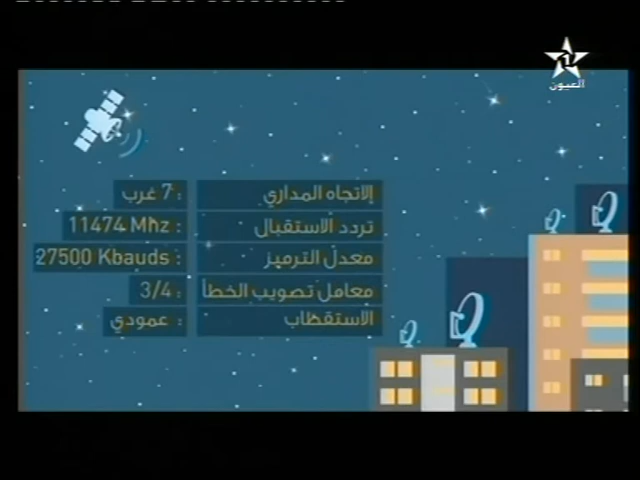 العيون
الاتجاه المداري : 7 غرب
تردد الاستقبال : 11474 Mhz
معدل الترميز : 27500 Kbauds
معامل تصويب الخطأ : 3/4
الاستقطاب : عمودي